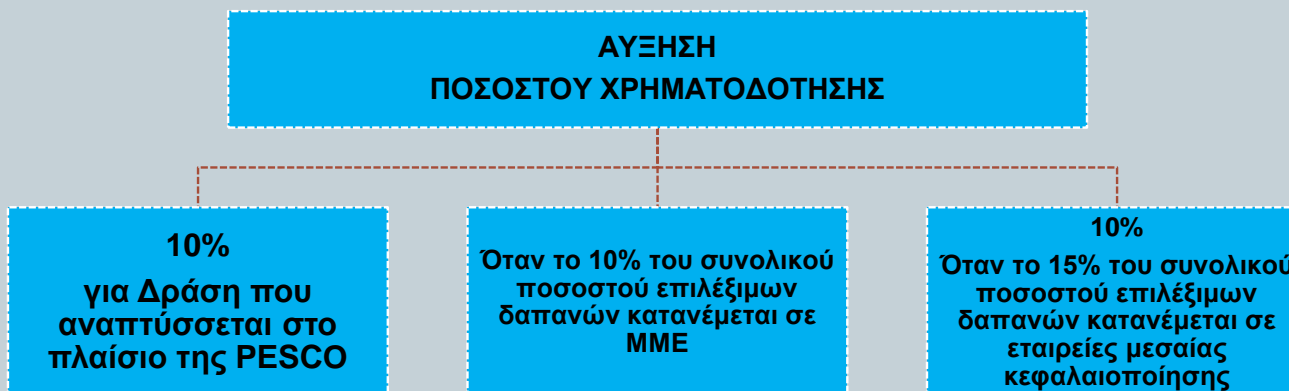 ΑΥΞΗΣΗ
ΠΟΣΟΣΤΟΥ ΧΡΗΜΑΤΟΔΟΤΗΣΗΣ
10%
για Δράση που
αναπτύσσεται στο
πλαίσιο της PESCO
Όταν το 10% του συνολικού
ποσοστού επιλέξιμων
δαπανών κατανέμεται σε
ΜΜΕ
10%
Όταν το 15% του συνολικού
ποσοστού επιλέξιμων
δαπανών κατανέμεται σε
εταιρείες μεσαίας
κεφαλαιοποίησης